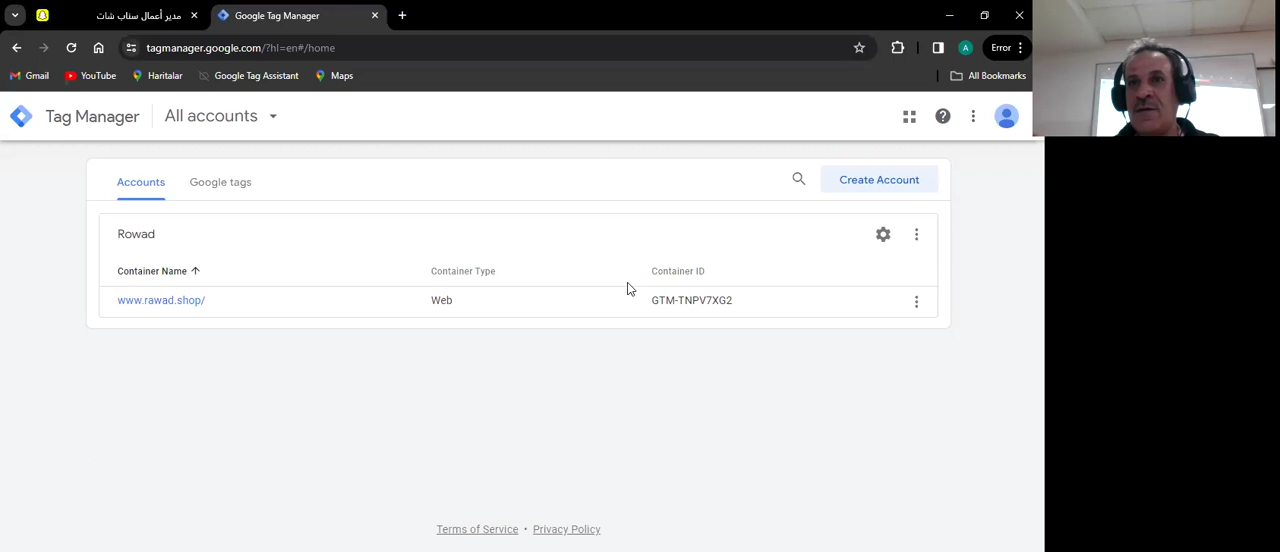 مدير أعمال سناب شات
Google Tag Manager
tagmanager.google.com/?hl=en#/home
Error
Gmail YouTube Haritalar Google Tag Assistant Maps All Bookmarks
Tag Manager All accounts
Accounts Google tags Create Account
Rowad
Container Name Container Type Container ID
www.rawad.shop/ Web GTM-TNPV7XG2
Terms of Service • Privacy Policy